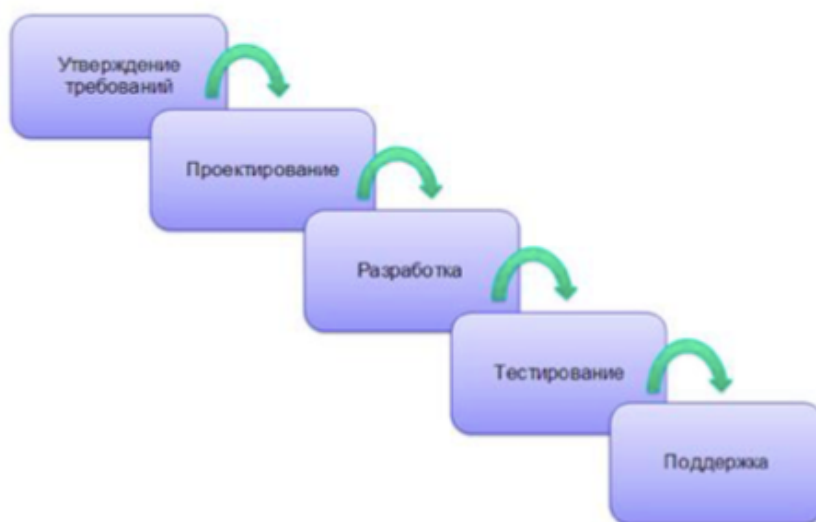 Утверждение
требований
Проектирование
Разработка
Тестирование
Поддержка